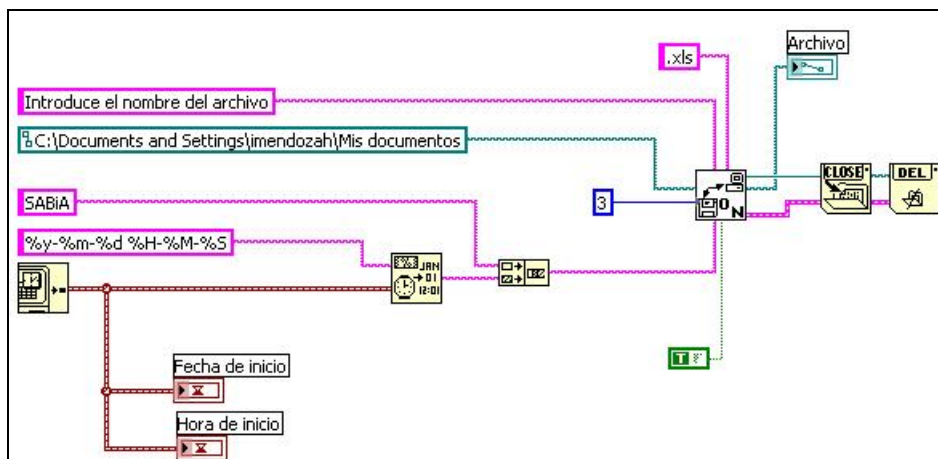 .xls
Archivo
Introduce el nombre del archivo
C:\Documents and Settings\imendozah\Mis documentos
CLOSE
DEL
3
O
N
SABiA
%y-%m-%d %H-%M-%S
JAN
01
12:01
T
Fecha de inicio
Hora de inicio